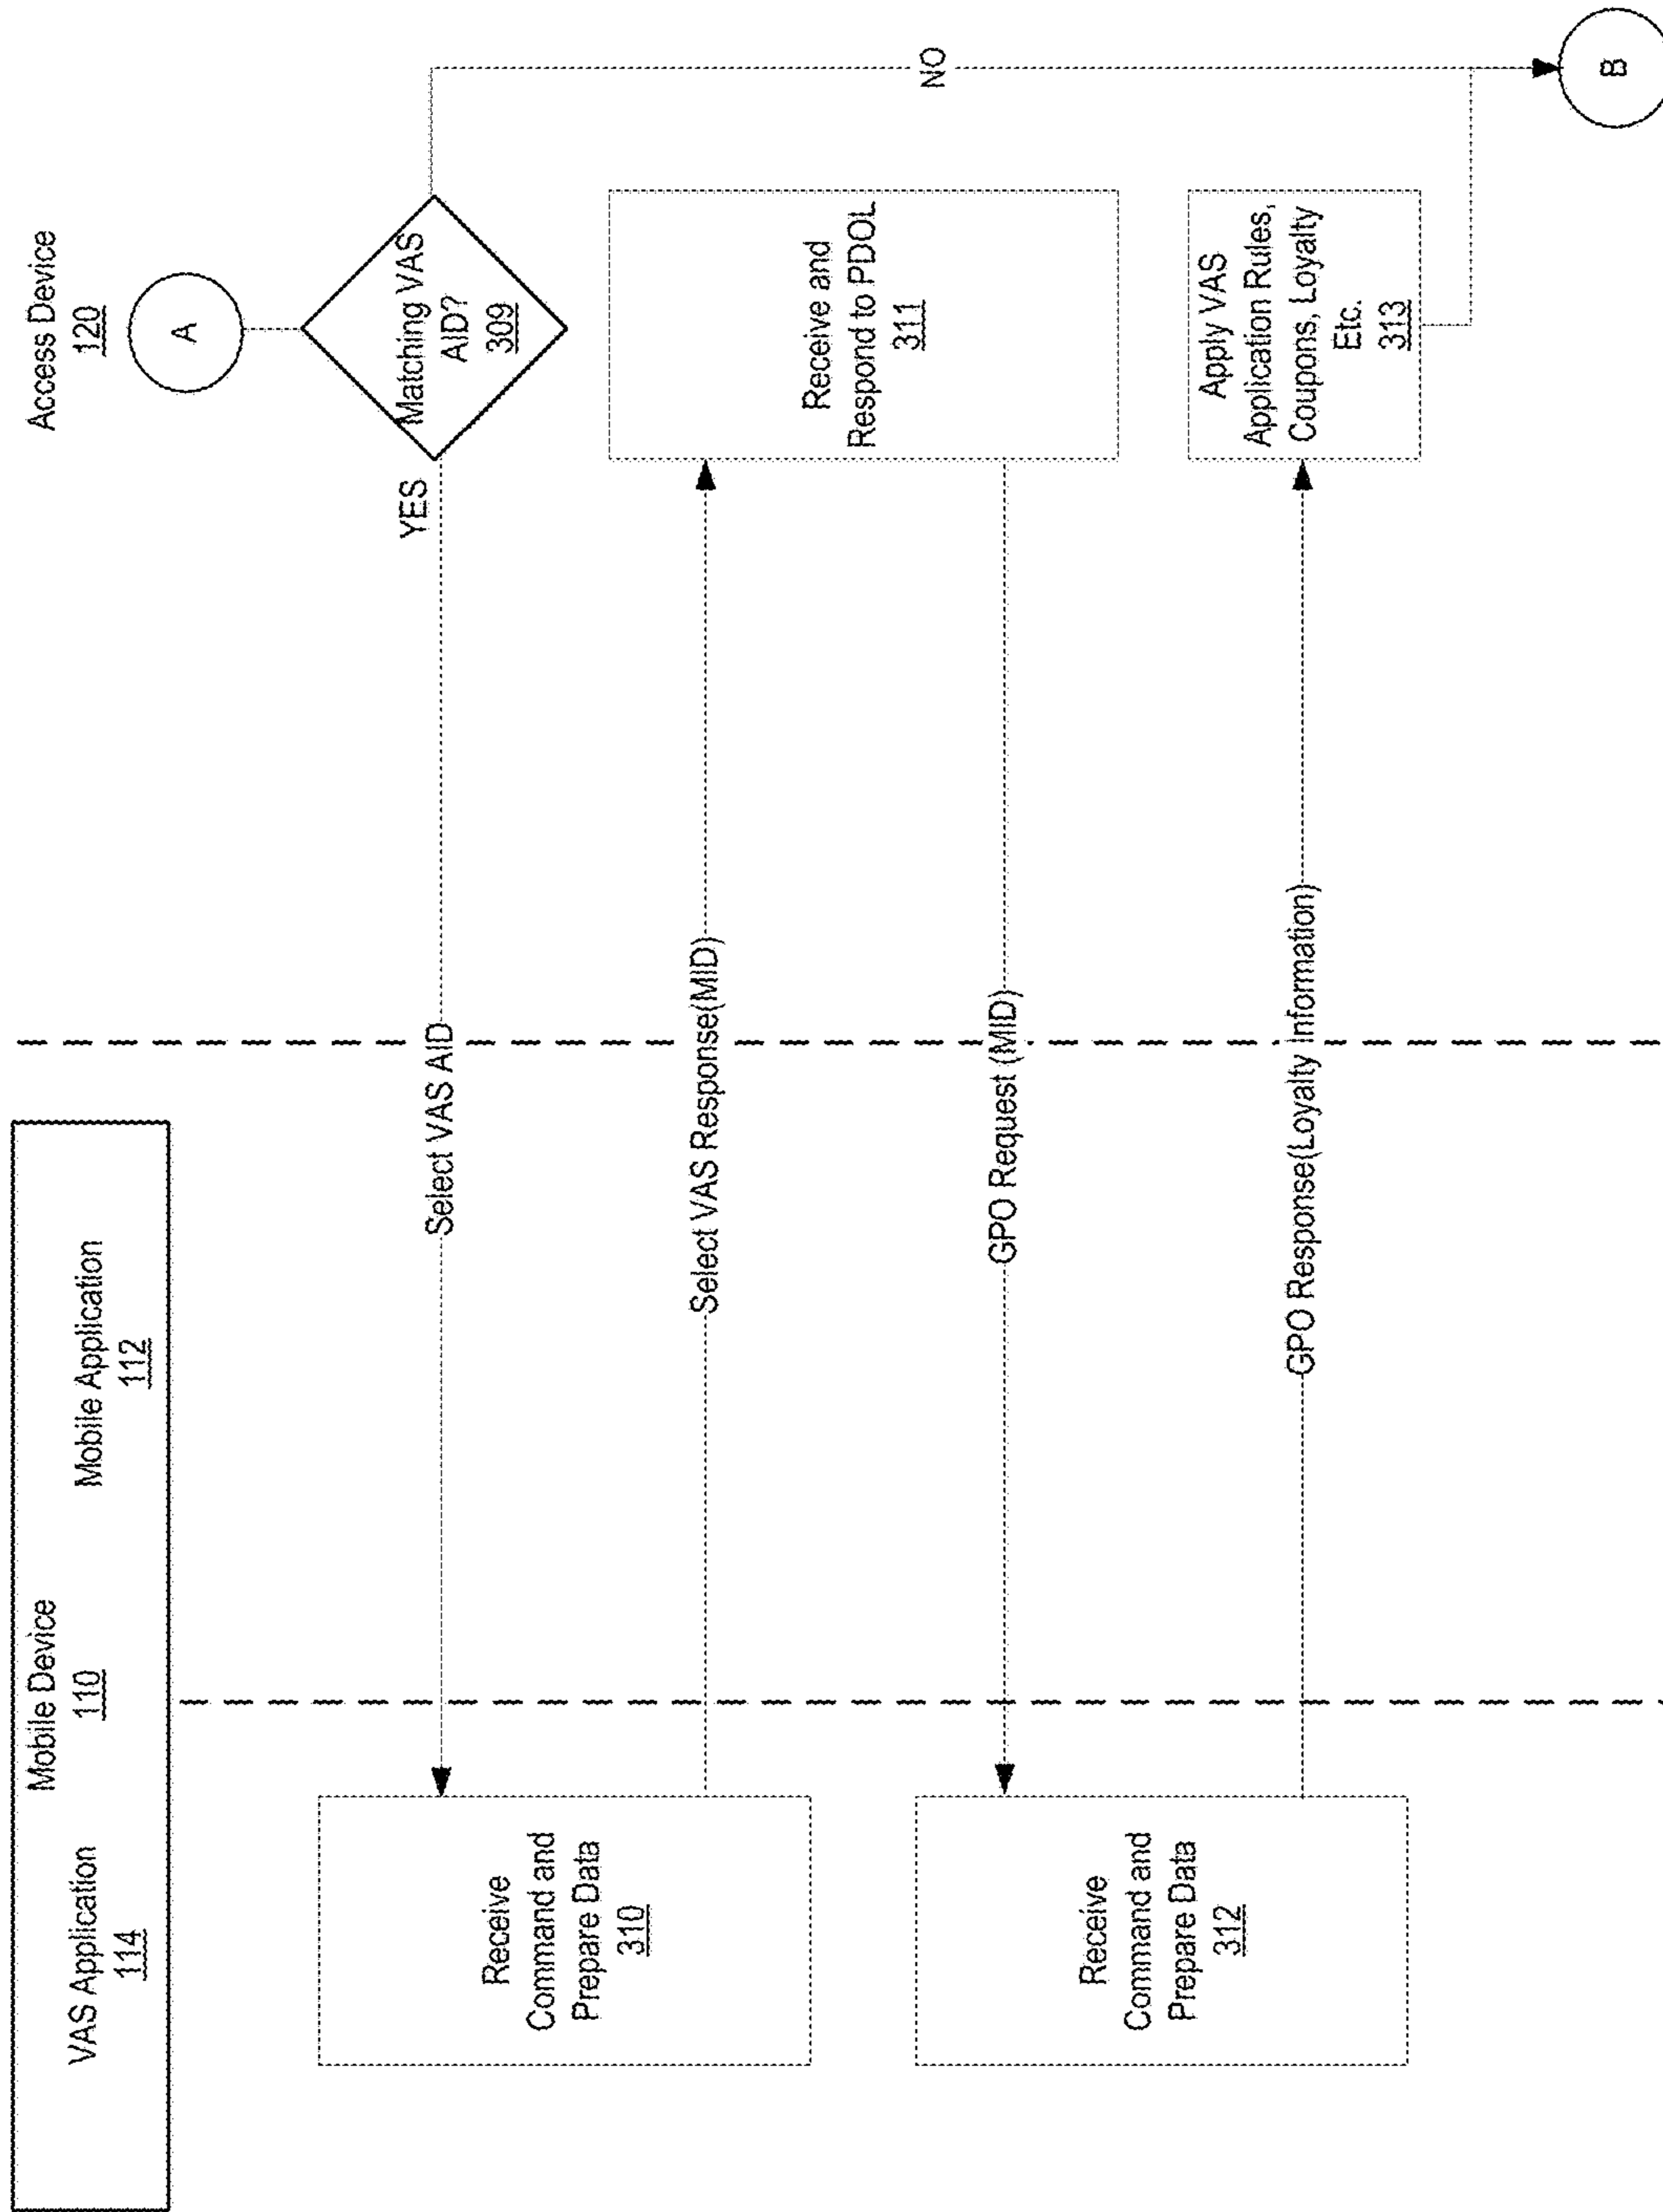 Mobile Device
110
VAS Application
114
Mobile Application
112
Access Device
120
A
Matching VAS
AID?
309
YES
NO
Select VAS AID
Receive
Command and
Prepare Data
310
Select VAS Response(MID)
Receive and
Respond to PDOL
311
GPO Request (MID)
Receive
Command and
Prepare Data
312
GPO Response(Loyalty Information)
Apply VAS
Application Rules,
Coupons, Loyalty
Etc.
313
B